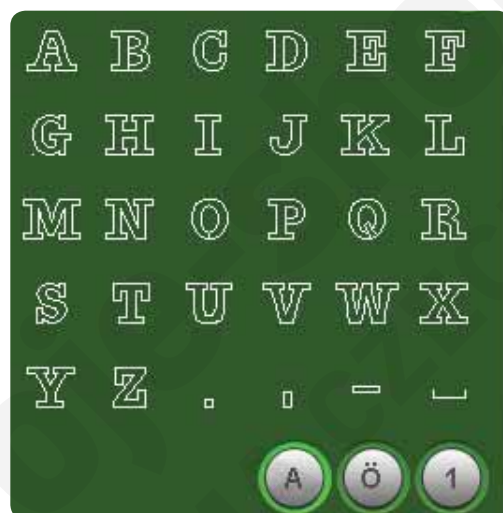 A B C D E F
G H I J K L
M N O P Q R
S T U V W X
Y Z . , - ⎵
A Ö 1